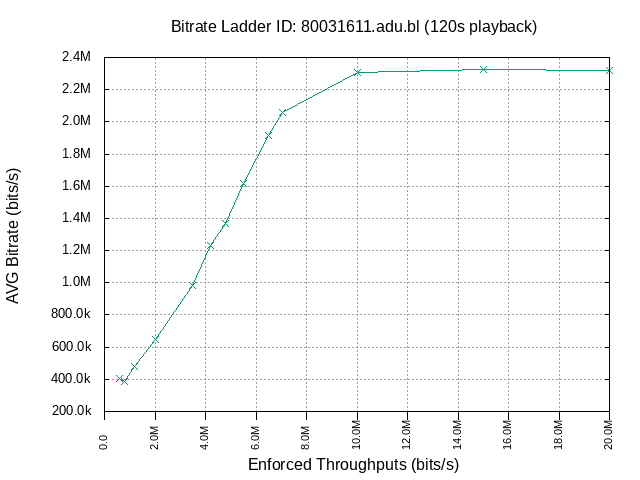 Bitrate Ladder ID: 80031611.adu.bl (120s playback)
2.4M
2.2M
2.0M
1.8M
1.6M
1.4M
1.2M
1.0M
800.0k
600.0k
400.0k
200.0k
AVG Bitrate (bits/s)
0.0
2.0M
4.0M
6.0M
8.0M
10.0M
12.0M
14.0M
16.0M
18.0M
20.0M
Enforced Throughputs (bits/s)